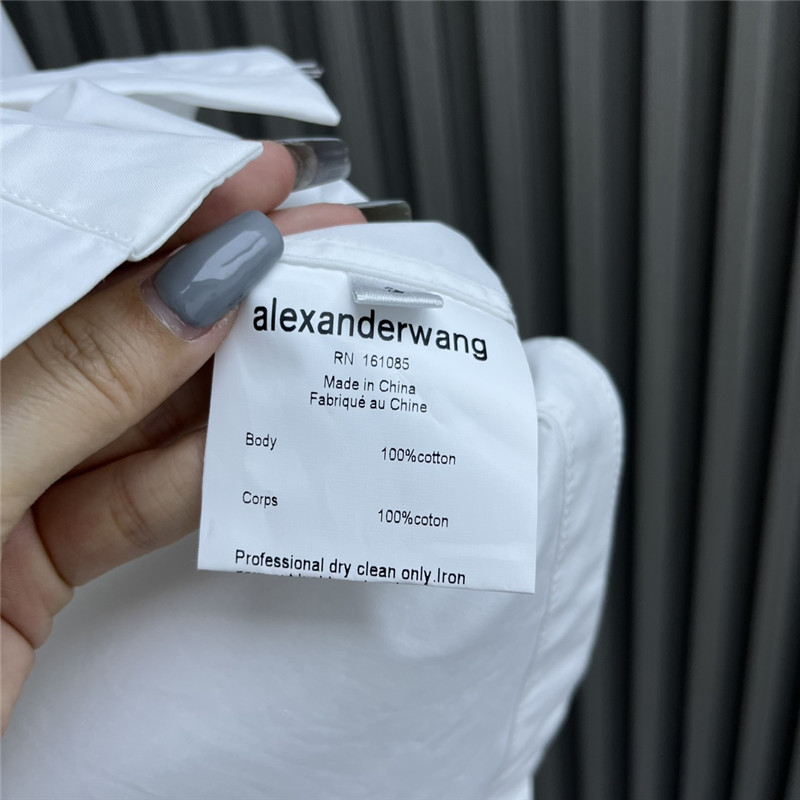 alexanderwang
RN 161085
Made in China
Fabriqué au Chine
Body 100%cotton
Corps 100%coton
Professional dry clean only.Iron